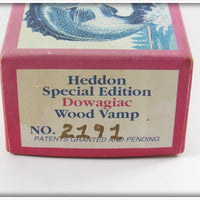 Heddon
Special Edition
Dowagiac
Wood Vamp
NO. 2191
PATENTS GRANTED AND PENDING